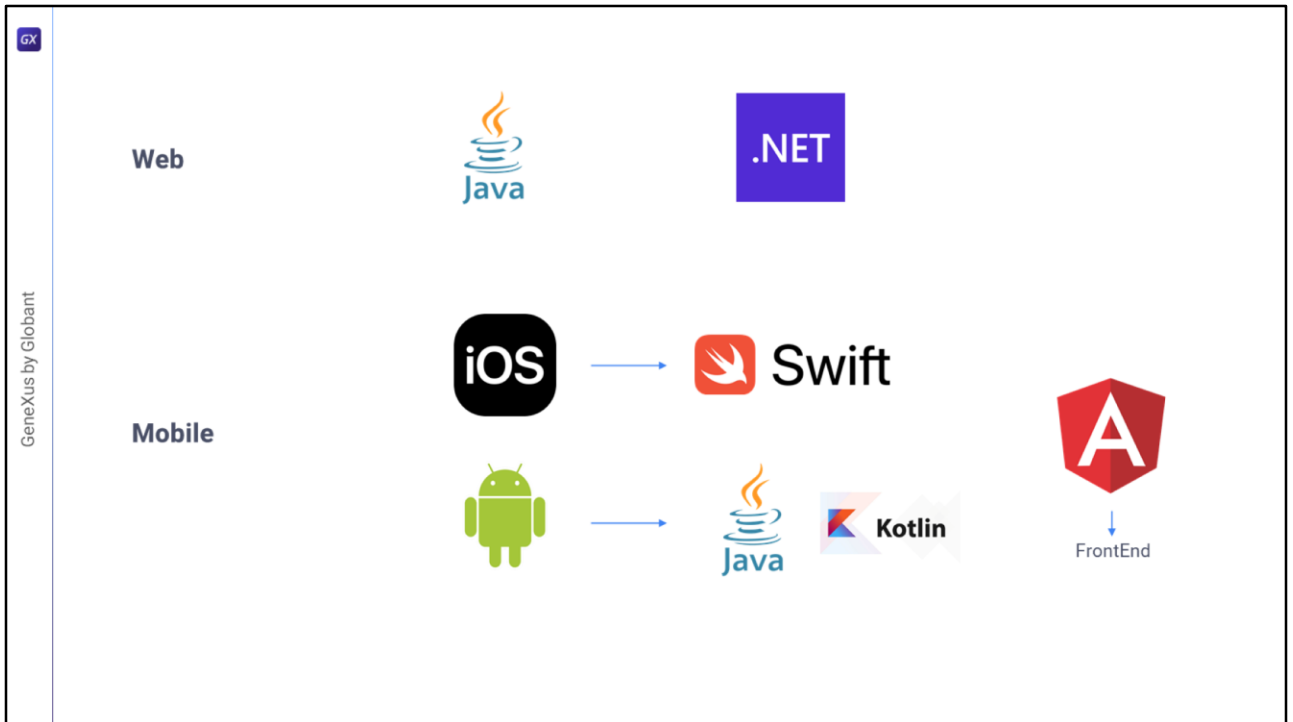 GX
GeneXus by Globant
Web
Java
.NET
Mobile
iOS
Swift
Java
Kotlin
FrontEnd